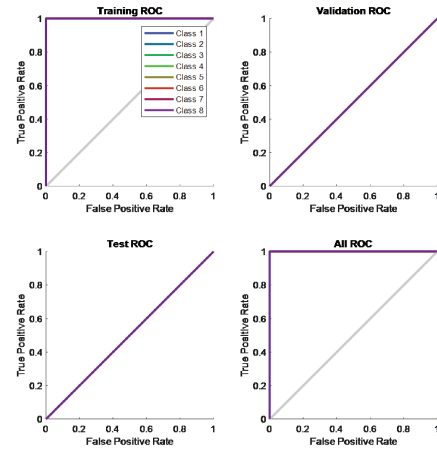 Training ROC
True Positive Rate
1
0.8
0.6
0.4
0.2
0
Class 1
Class 2
Class 3
Class 4
Class 5
Class 6
Class 7
Class 8
0 0.2 0.4 0.6 0.8 1
False Positive Rate
Validation ROC
True Positive Rate
1
0.8
0.6
0.4
0.2
0
0 0.2 0.4 0.6 0.8 1
False Positive Rate
Test ROC
True Positive Rate
1
0.8
0.6
0.4
0.2
0
0 0.2 0.4 0.6 0.8 1
False Positive Rate
All ROC
True Positive Rate
1
0.8
0.6
0.4
0.2
0
0 0.2 0.4 0.6 0.8 1
False Positive Rate